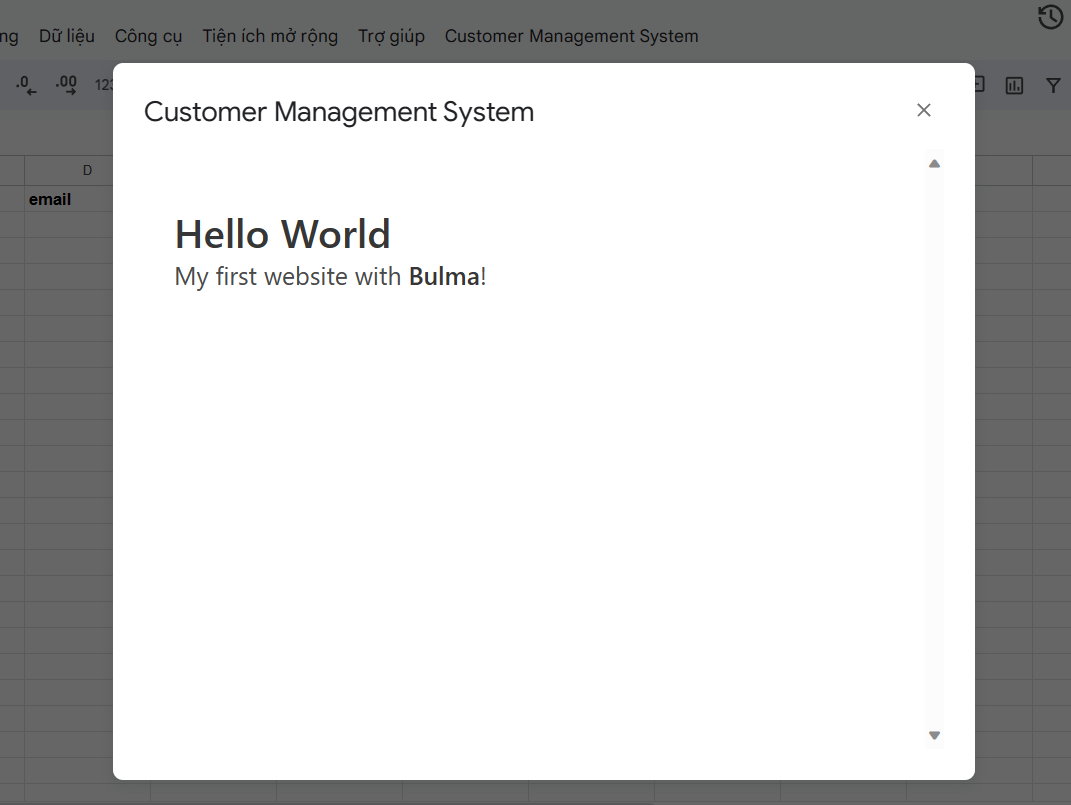 ng Dữ liệu Công cụ Tiện ích mở rộng Trợ giúp Customer Management System
.0 .00 123
Customer Management System
D
email
Hello World
My first website with Bulma!